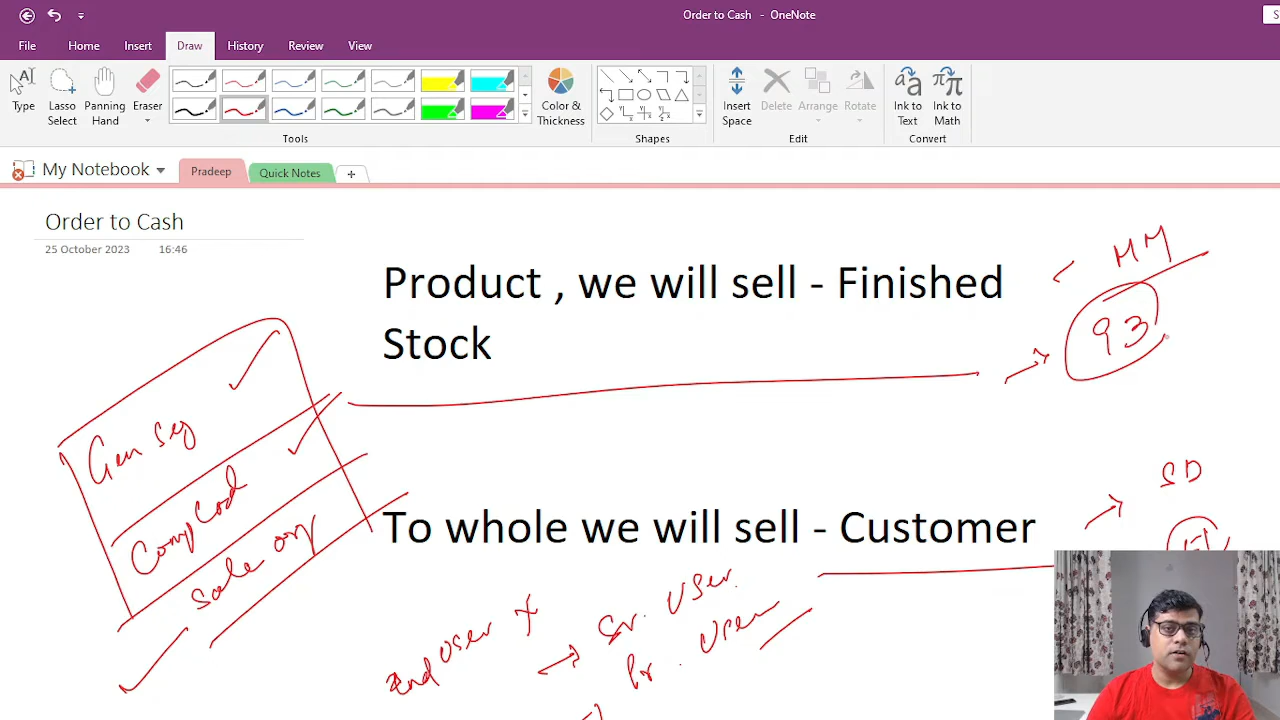 Order to Cash - OneNote
File Home Insert Draw History Review View
Type
Lasso Select
Panning Hand
Eraser
Color & Thickness
Insert Space
Delete
Arrange
Rotate
Ink to Text
Ink to Math
Tools
Shapes
Edit
Convert
My Notebook
Pradeep
Quick Notes
Order to Cash
25 October 2023 16:46
Product , we will sell - Finished
Stock
MM
93
Gen Seg
Comp Cod
Sale org
To whole we will sell - Customer
SD
End User
Sr. User
Pr. User